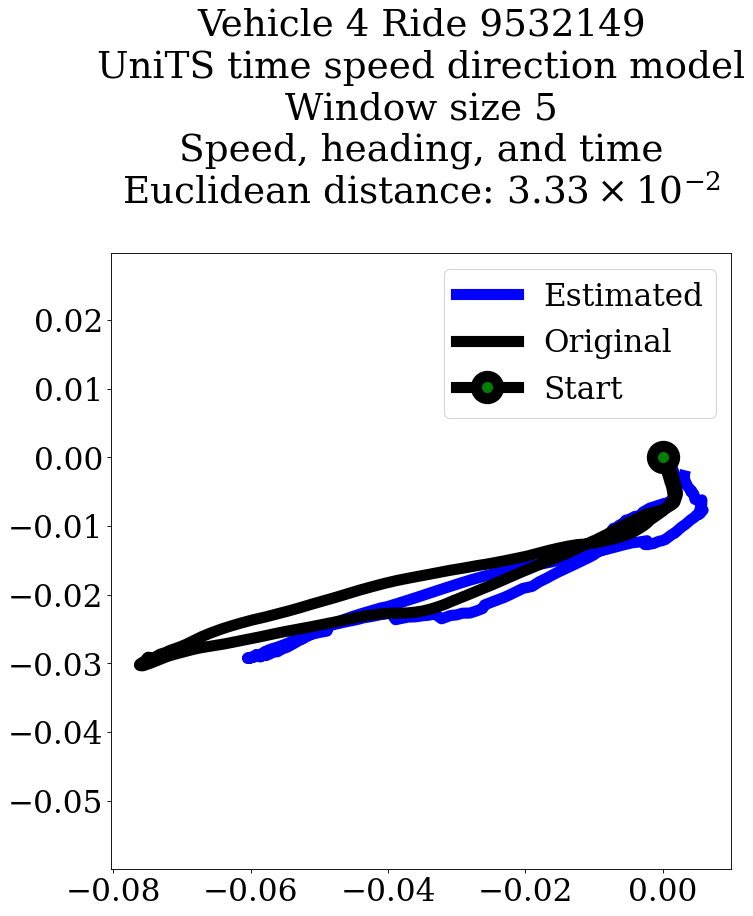 Vehicle 4 Ride 9532149
UniTS time speed direction model
Window size 5
Speed, heading, and time
Euclidean distance: 3.33 × 10⁻²
Estimated
Original
Start
0.02
0.01
0.00
−0.01
−0.02
−0.03
−0.04
−0.05
−0.08 −0.06 −0.04 −0.02 0.00